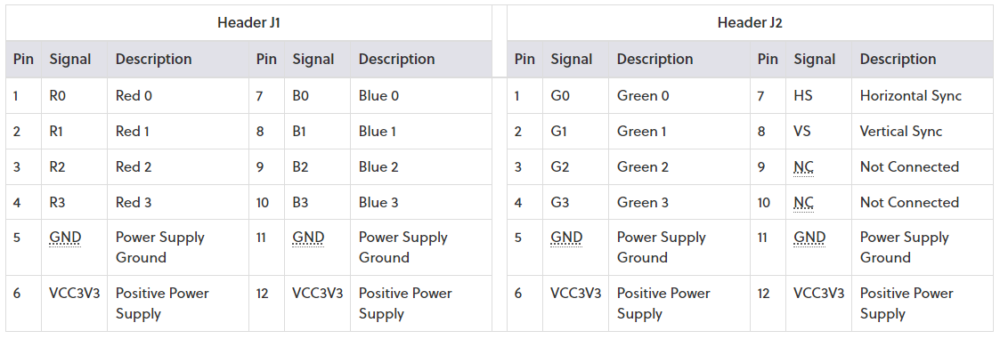 Header J1 Header J2
Pin Signal Description Pin Signal Description Pin Signal Description Pin Signal Description
1 R0 Red 0 7 B0 Blue 0 1 G0 Green 0 7 HS Horizontal Sync
2 R1 Red 1 8 B1 Blue 1 2 G1 Green 1 8 VS Vertical Sync
3 R2 Red 2 9 B2 Blue 2 3 G2 Green 2 9 NC Not Connected
4 R3 Red 3 10 B3 Blue 3 4 G3 Green 3 10 NC Not Connected
5 GND Power Supply 11 GND Power Supply 5 GND Power Supply 11 GND Power Supply
Ground Ground Ground Ground
6 VCC3V3 Positive Power 12 VCC3V3 Positive Power 6 VCC3V3 Positive Power 12 VCC3V3 Positive Power
Supply Supply Supply Supply